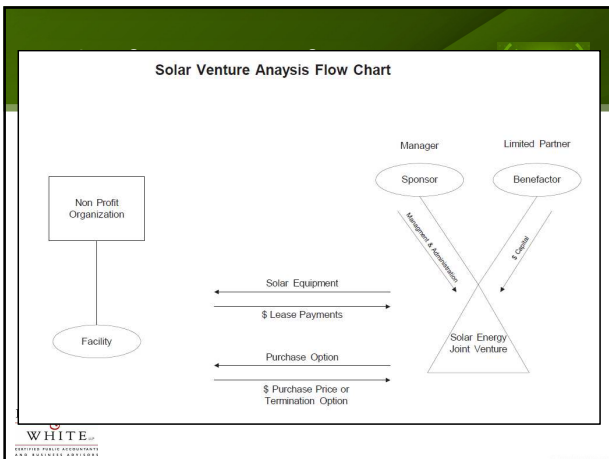 Solar Venture Anaysis Flow Chart
Manager
Limited Partner
Sponsor
Benefactor
Non Profit
Organization
Managment & Administration
$ Capital
Solar Equipment
$ Lease Payments
Facility
Solar Energy
Joint Venture
Purchase Option
$ Purchase Price or
Termination Option
WHITE LLP
CERTIFIED PUBLIC ACCOUNTANTS
AND BUSINESS ADVISORS